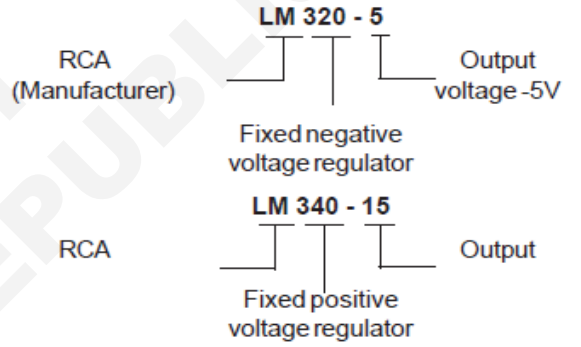 LM 320 - 5
RCA
(Manufacturer)
Output
voltage -5V
Fixed negative
voltage regulator
LM 340 - 15
RCA
Output
Fixed positive
voltage regulator